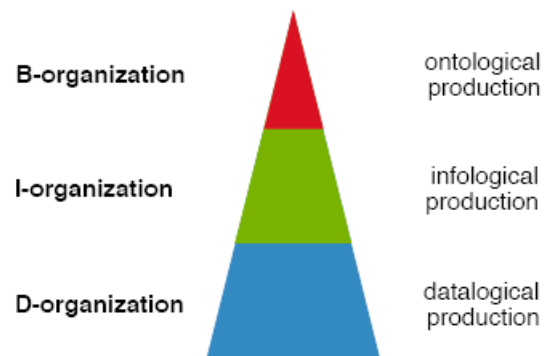 B-organization
ontological
production
I-organization
infological
production
D-organization
datalogical
production